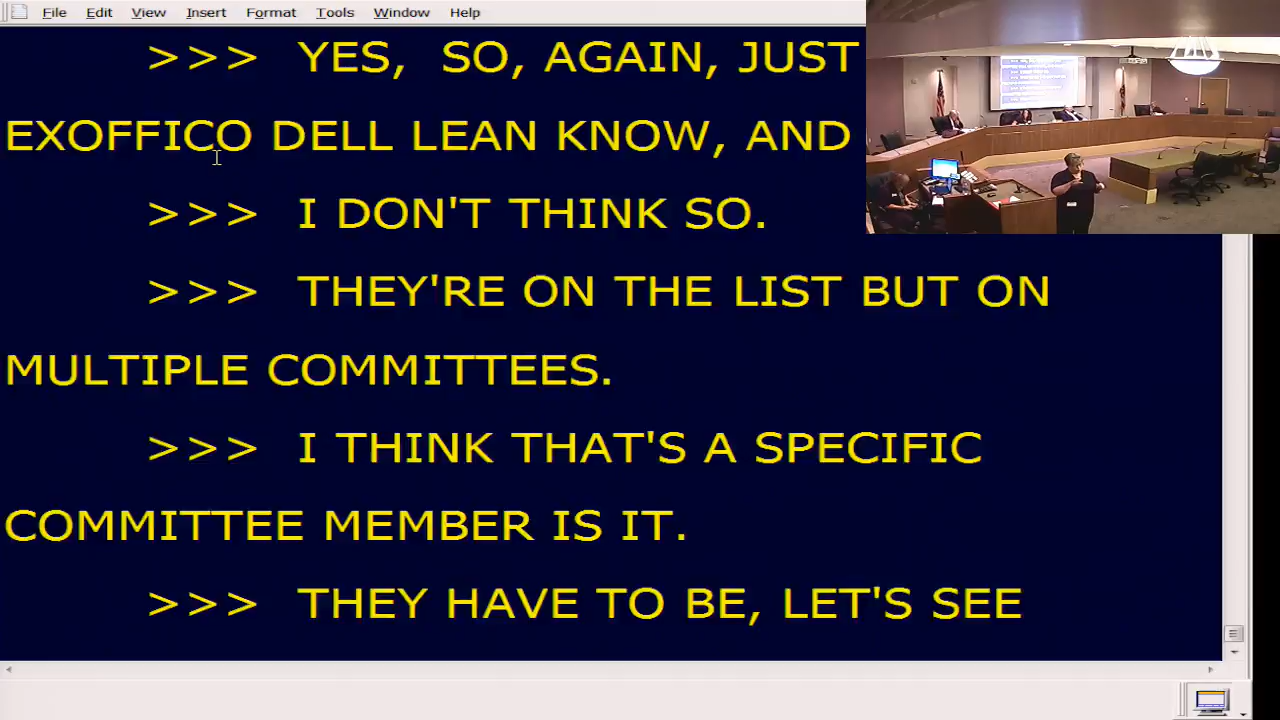 File Edit View Insert Format Tools Window Help
>>> YES, SO, AGAIN, JUST
EXOFFICO DELL LEAN KNOW, AND
>>> I DON'T THINK SO.
>>> THEY'RE ON THE LIST BUT ON
MULTIPLE COMMITTEES.
>>> I THINK THAT'S A SPECIFIC
COMMITTEE MEMBER IS IT.
>>> THEY HAVE TO BE, LET'S SEE